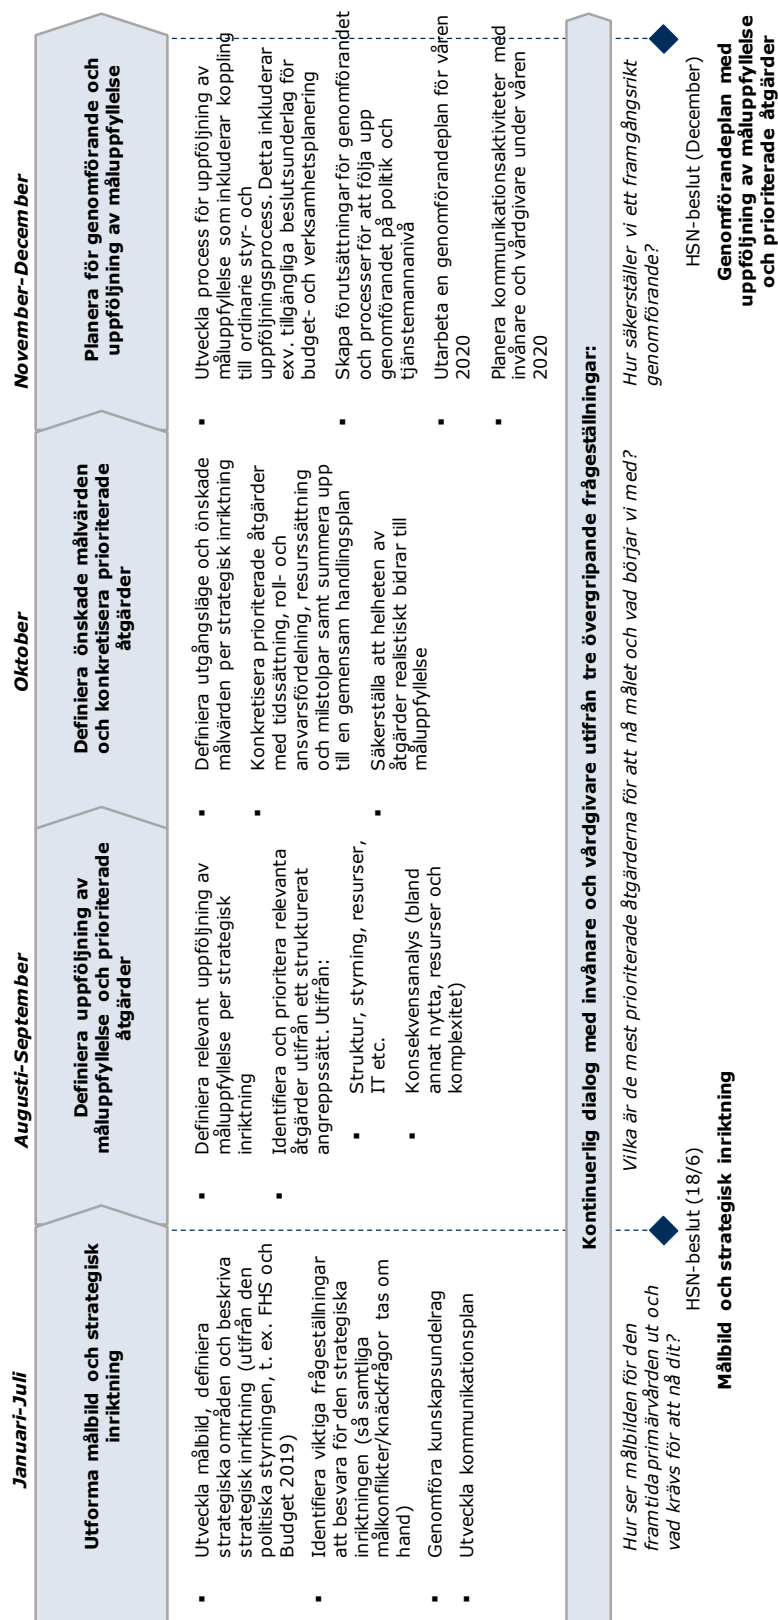 Januari-Juli
Utforma målbild och strategisk
inriktning
▪ Utveckla målbild, definiera
strategiska områden och beskriva
strategisk inriktning (utifrån den
politiska styrningen, t. ex. FHS och
Budget 2019)
▪ Identifiera viktiga frågeställningar
att besvara för den strategiska
inriktningen (så samtliga
målkonflikter/knäckfrågor tas om
hand)
▪ Genomföra kunskapsundelrag
▪ Utveckla kommunikationsplan
Augusti-September
Definiera uppföljning av
måluppfyllelse och prioriterade
åtgärder
▪ Definiera relevant uppföljning av
måluppfyllelse per strategisk
inriktning
▪ Identifiera och prioritera relevanta
åtgärder utifrån ett strukturerat
angreppssätt. Utifrån:
▪ Struktur, styrning, resurser,
IT etc.
▪ Konsekvensanalys (bland
annat nytta, resurser och
komplexitet)
Oktober
Definiera önskade målvärden
och konkretisera prioriterade
åtgärder
▪ Definiera utgångsläge och önskade
målvärden per strategisk inriktning
▪ Konkretisera prioriterade åtgärder
med tidssättning, roll- och
ansvarsfördelning, resurssättning
och milstolpar samt summera upp
till en gemensam handlingsplan
▪ Säkerställa att helheten av
åtgärder realistiskt bidrar till
måluppfyllelse
November-December
Planera för genomförande och
uppföljning av måluppfyllelse
▪ Utveckla process för uppföljning av
måluppfyllelse som inkluderar koppling
till ordinarie styr- och
uppföljningsprocess. Detta inkluderar
exv. tillgängliga beslutsunderlag för
budget- och verksamhetsplanering
▪ Skapa förutsättningar för genomförandet
och processer för att följa upp
genomförandet på politik och
tjänstemannanivå
▪ Utarbeta en genomförandeplan för våren
2020
▪ Planera kommunikationsaktiviteter med
invånare och vårdgivare under våren
2020
Kontinuerlig dialog med invånare och vårdgivare utifrån tre övergripande frågeställningar:
Hur ser målbilden för den
framtida primärvården ut och
vad krävs för att nå dit?
Vilka är de mest prioriterade åtgärderna för att nå målet och vad börjar vi med?
Hur säkerställer vi ett framgångsrikt
genomförande?
HSN-beslut (18/6)
Målbild och strategisk inriktning
HSN-beslut (December)
Genomförandeplan med
uppföljning av måluppfyllelse
och prioriterade åtgärder